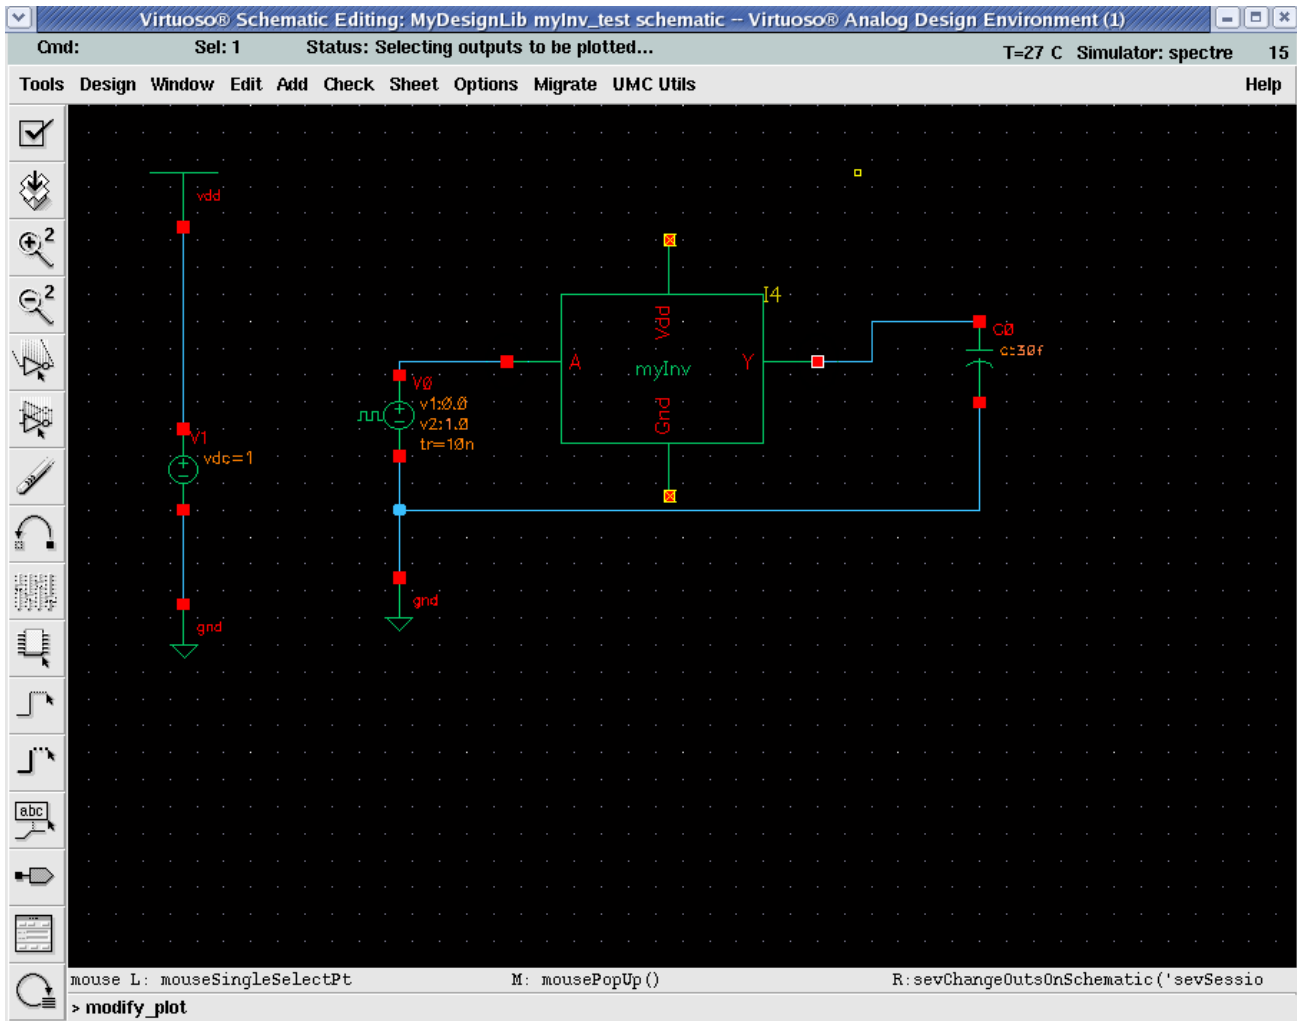 Virtuoso® Schematic Editing: MyDesignLib myInv_test schematic -- Virtuoso® Analog Design Environment (1)
Cmd: Sel: 1 Status: Selecting outputs to be plotted... T=27 C Simulator: spectre 15
Tools Design Window Edit Add Check Sheet Options Migrate UMC Utils Help
2
2
abc
vdd
I4
Vdd
A
myInv
Y
Gnd
C0
c:30f
V0
v1:0.0
v2:1.0
tr=10n
V1
vdc=1
gnd
gnd
mouse L: mouseSingleSelectPt M: mousePopUp() R:sevChangeOutsOnSchematic('sevSessio
> modify_plot